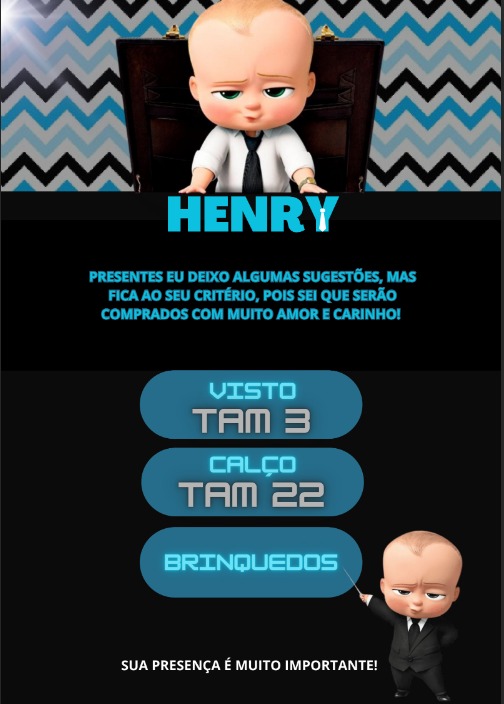 HENRY
PRESENTES EU DEIXO ALGUMAS SUGESTÕES, MAS
FICA AO SEU CRITÉRIO, POIS SEI QUE SERÃO
COMPRADOS COM MUITO AMOR E CARINHO!
VISTO
TAM 3
CALÇO
TAM 22
BRINQUEDOS
SUA PRESENÇA É MUITO IMPORTANTE!